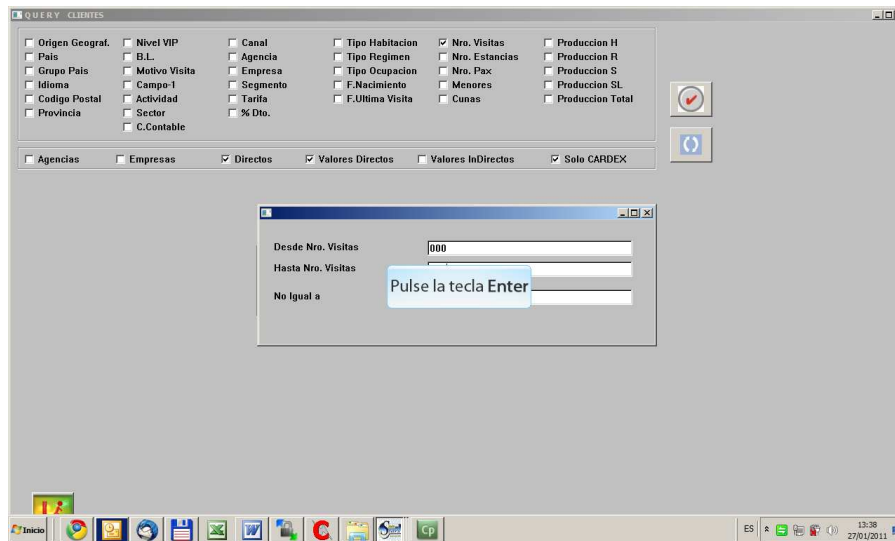 QUERY CLIENTES
Origen Geograf. Nivel VIP Canal Tipo Habitacion Nro. Visitas Produccion H
Pais B.L. Agencia Tipo Regimen Nro. Estancias Produccion R
Grupo Pais Motivo Visita Empresa Tipo Ocupacion Nro. Pax Produccion S
Idioma Campo-1 Segmento F.Nacimiento Menores Produccion SL
Codigo Postal Actividad Tarifa F.Ultima Visita Cunas Produccion Total
Provincia Sector % Dto.
C.Contable
Agencias Empresas Directos Valores Directos Valores InDirectos Solo CARDEX
Desde Nro. Visitas 000
Hasta Nro. Visitas
Pulse la tecla Enter
No Igual a
Inicio
ES 13:38
27/01/2011